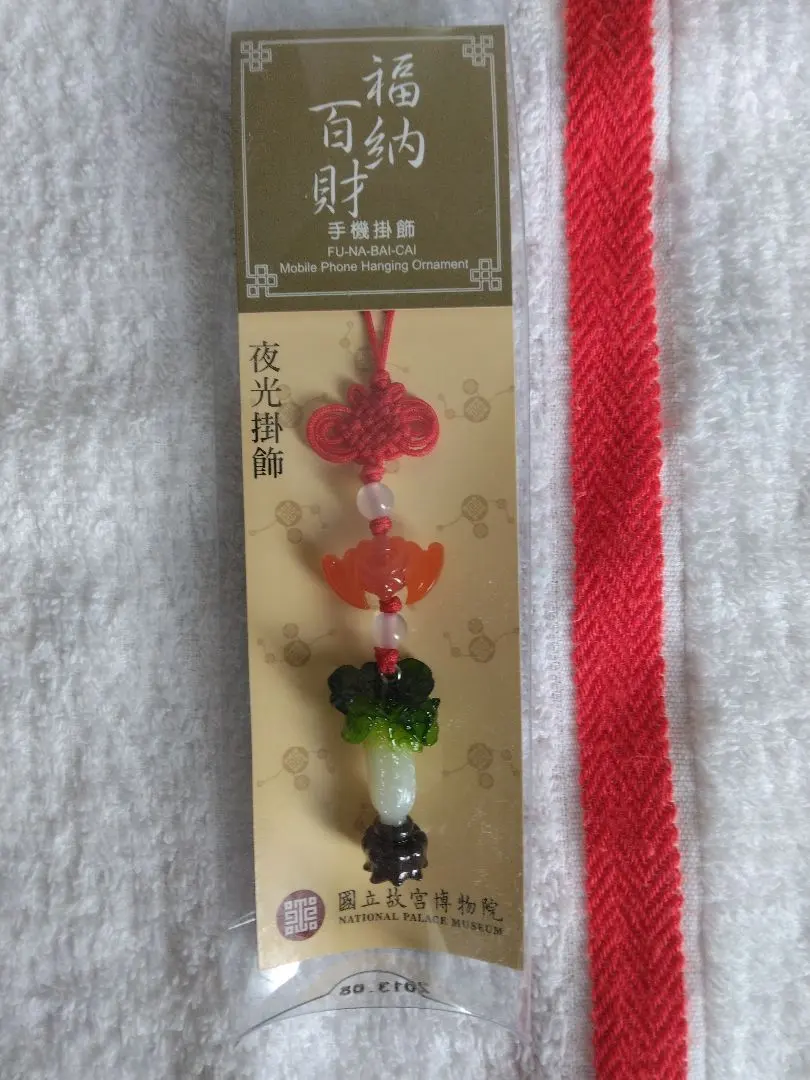 福納
百財
手機掛飾
FU-NA-BAI-CAI
Mobile Phone Hanging Ornament
夜光掛飾
國立故宮博物院
NATIONAL PALACE MUSEUM
2013.08